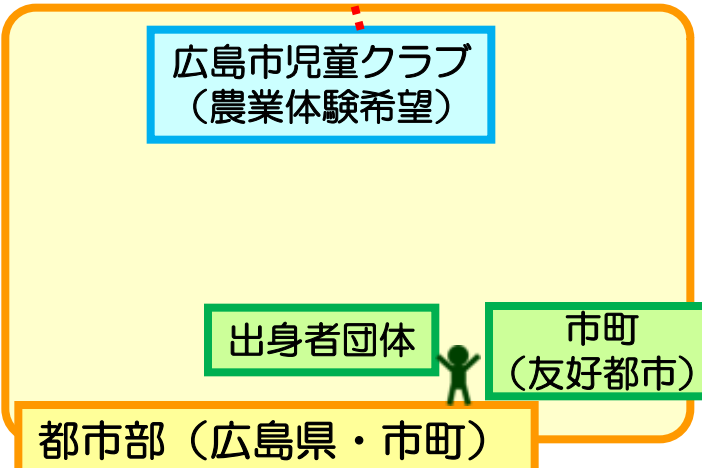 広島市児童クラブ
（農業体験希望）
出身者団体
市町
（友好都市）
都市部（広島県・市町）